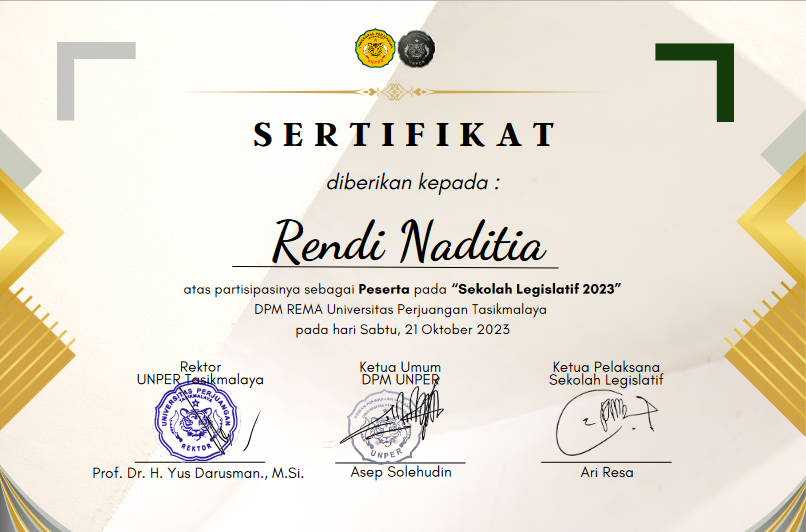 SERTIFIKAT
diberikan kepada :
Rendi Naditia
atas partisipasinya sebagai Peserta pada “Sekolah Legislatif 2023”
DPM REMA Universitas Perjuangan Tasikmalaya
pada hari Sabtu, 21 Oktober 2023
Rektor
UNPER Tasikmalaya
UNIVERSITAS PERJUANGAN
TASIKMALAYA
REKTOR
Prof. Dr. H. Yus Darusman., M.Si.
Ketua Umum
DPM UNPER
UNPER
Asep Solehudin
Ketua Pelaksana
Sekolah Legislatif
Ari Resa